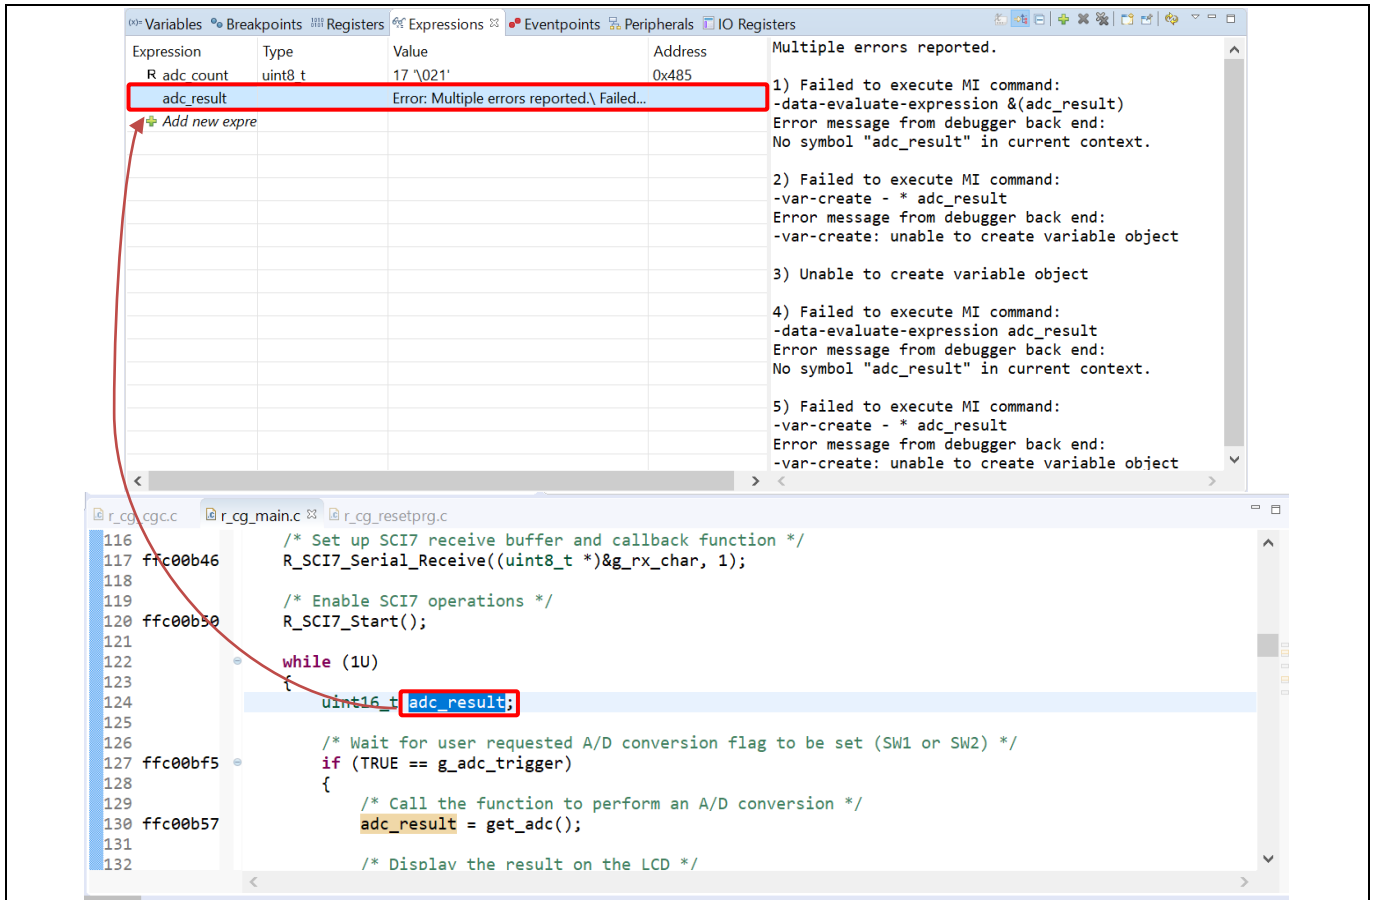 Variables Breakpoints Registers Expressions Eventpoints Peripherals IO Registers
Expression Type Value Address
R adc_count uint8_t 17 '\021' 0x485
adc_result Error: Multiple errors reported.\ Failed...
Add new expre
Multiple errors reported.
1) Failed to execute MI command:
-data-evaluate-expression &(adc_result)
Error message from debugger back end:
No symbol "adc_result" in current context.
2) Failed to execute MI command:
-var-create - * adc_result
Error message from debugger back end:
-var-create: unable to create variable object
3) Unable to create variable object
4) Failed to execute MI command:
-data-evaluate-expression adc_result
Error message from debugger back end:
No symbol "adc_result" in current context.
5) Failed to execute MI command:
-var-create - * adc_result
Error message from debugger back end:
-var-create: unable to create variable object
r_cg_cgc.c r_cg_main.c r_cg_resetprg.c
116 /* Set up SCI7 receive buffer and callback function */
117 ffc00b46 R_SCI7_Serial_Receive((uint8_t *)&g_rx_char, 1);
118
119 /* Enable SCI7 operations */
120 ffc00b50 R_SCI7_Start();
121
122 while (1U)
123 {
124 uint16_t adc_result;
125
126 /* Wait for user requested A/D conversion flag to be set (SW1 or SW2) */
127 ffc00bf5 if (TRUE == g_adc_trigger)
128 {
129 /* Call the function to perform an A/D conversion */
130 ffc00b57 adc_result = get_adc();
131
132 /* Display the result on the LCD */